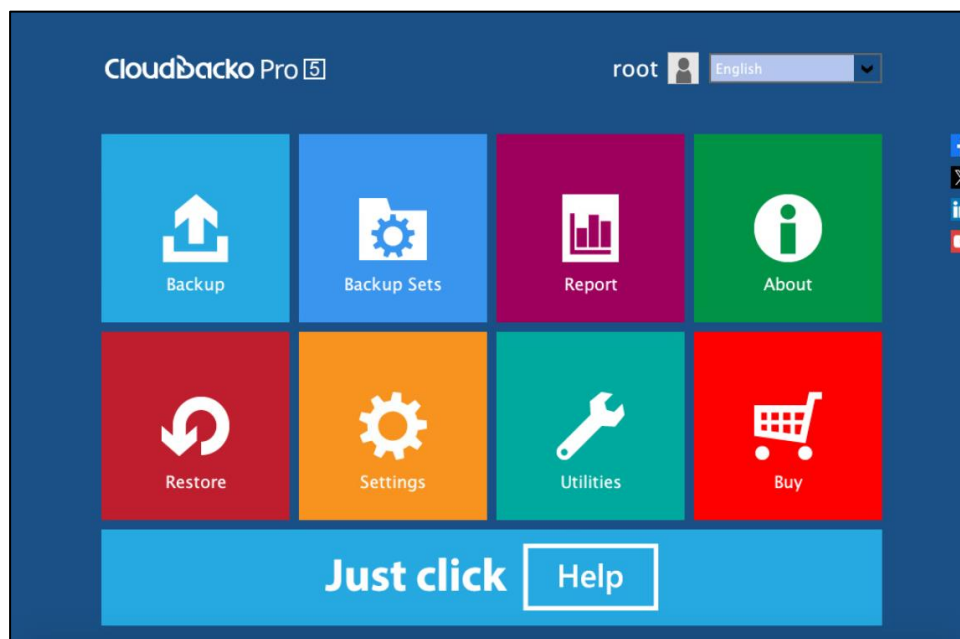 CloudBacko Pro 5
root English
Backup
Backup Sets
Report
About
Restore
Settings
Utilities
Buy
Just click Help